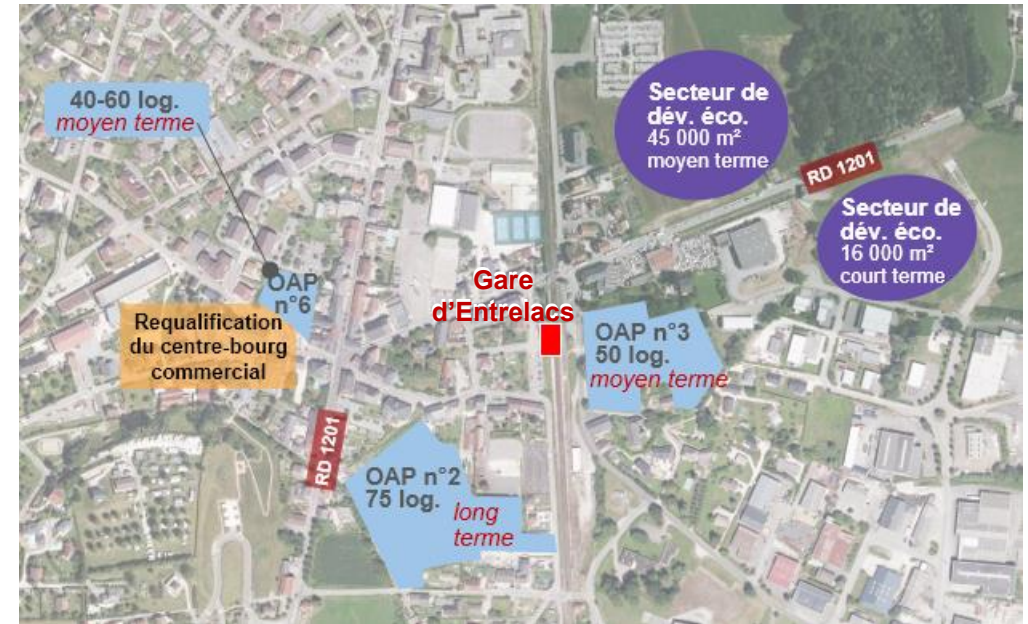 40-60 log.
moyen terme
Secteur de
dév. éco.
45 000 m²
moyen terme
RD 1201
Secteur de
dév. éco.
16 000 m²
court terme
Gare
d'Entrelacs
OAP
n°6
Requalification
du centre-bourg
commercial
OAP n°3
50 log.
moyen terme
RD 1201
OAP n°2
75 log.
long
terme